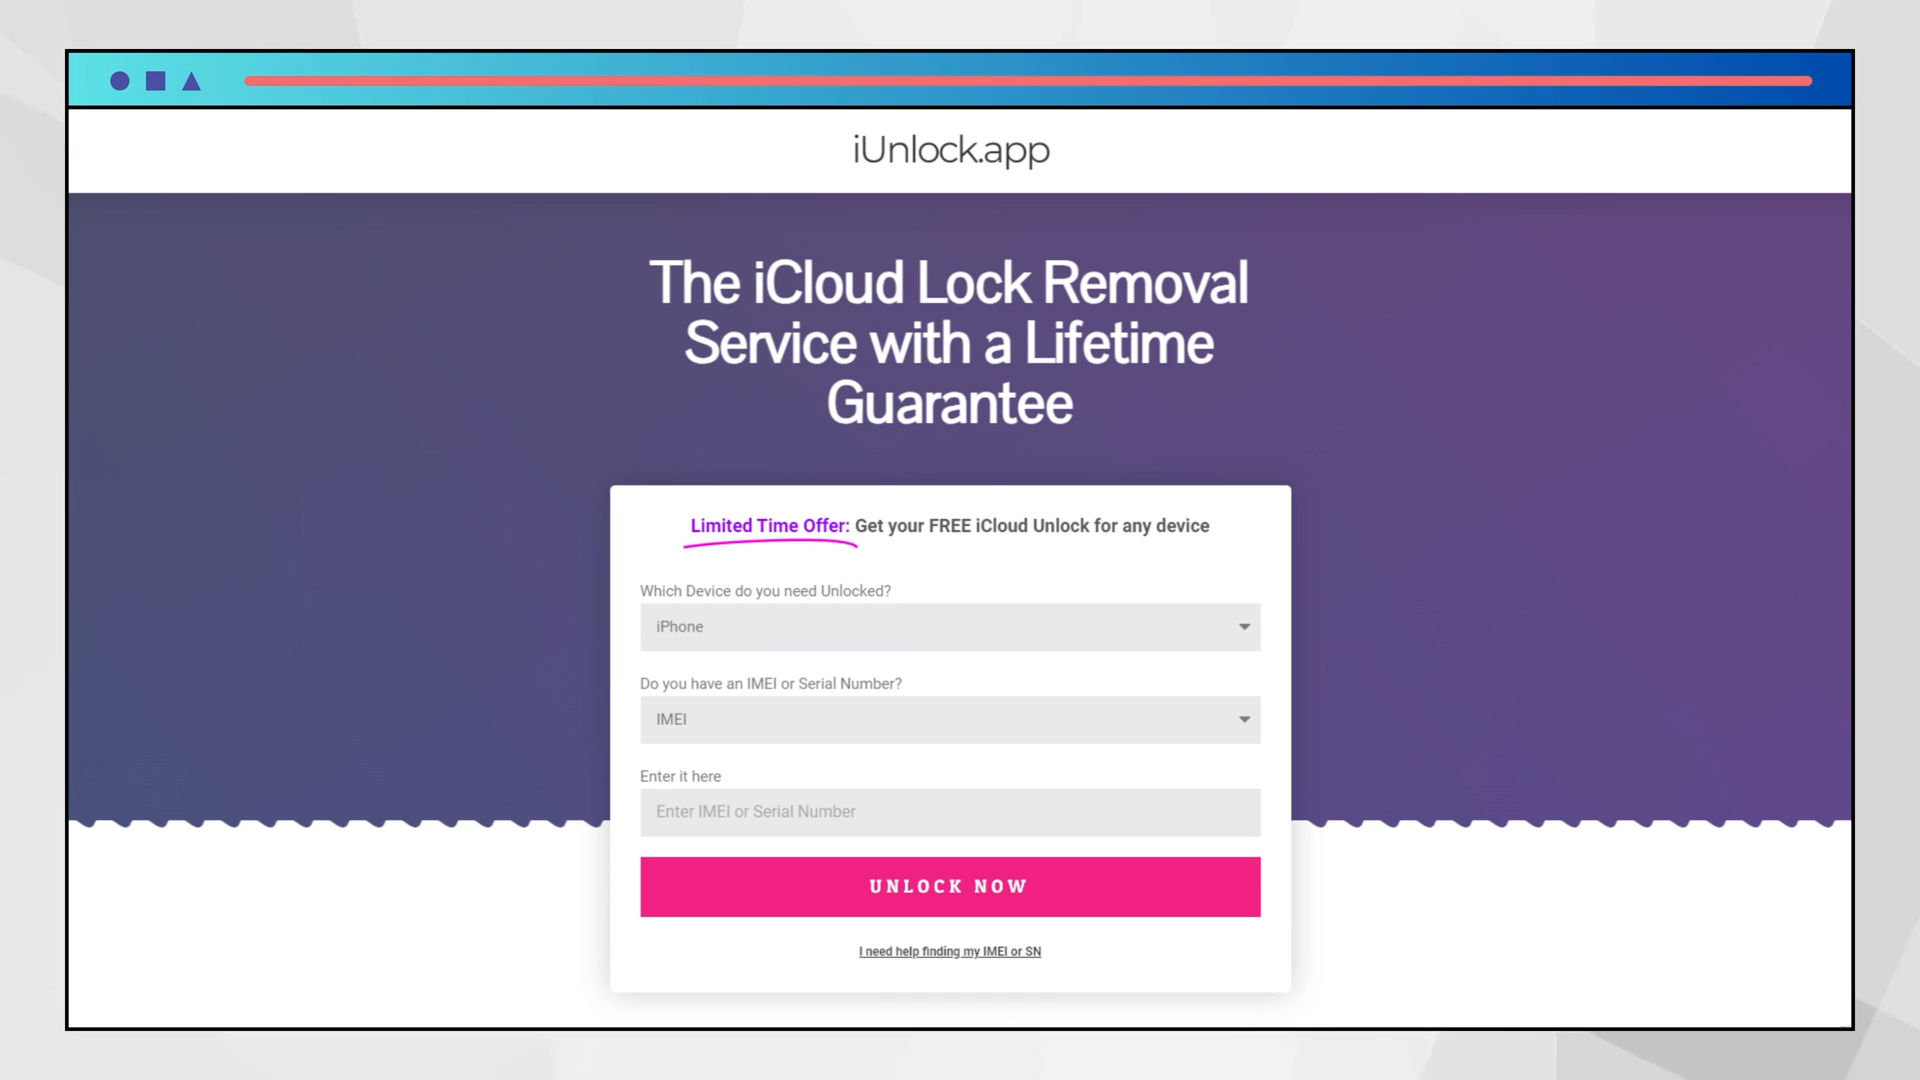 iUnlock.app
The iCloud Lock Removal
Service with a Lifetime
Guarantee
Limited Time Offer: Get your FREE iCloud Unlock for any device
Which Device do you need Unlocked?
iPhone
Do you have an IMEI or Serial Number?
IMEI
Enter it here
Enter IMEI or Serial Number
UNLOCK NOW
I need help finding my IMEI or SN